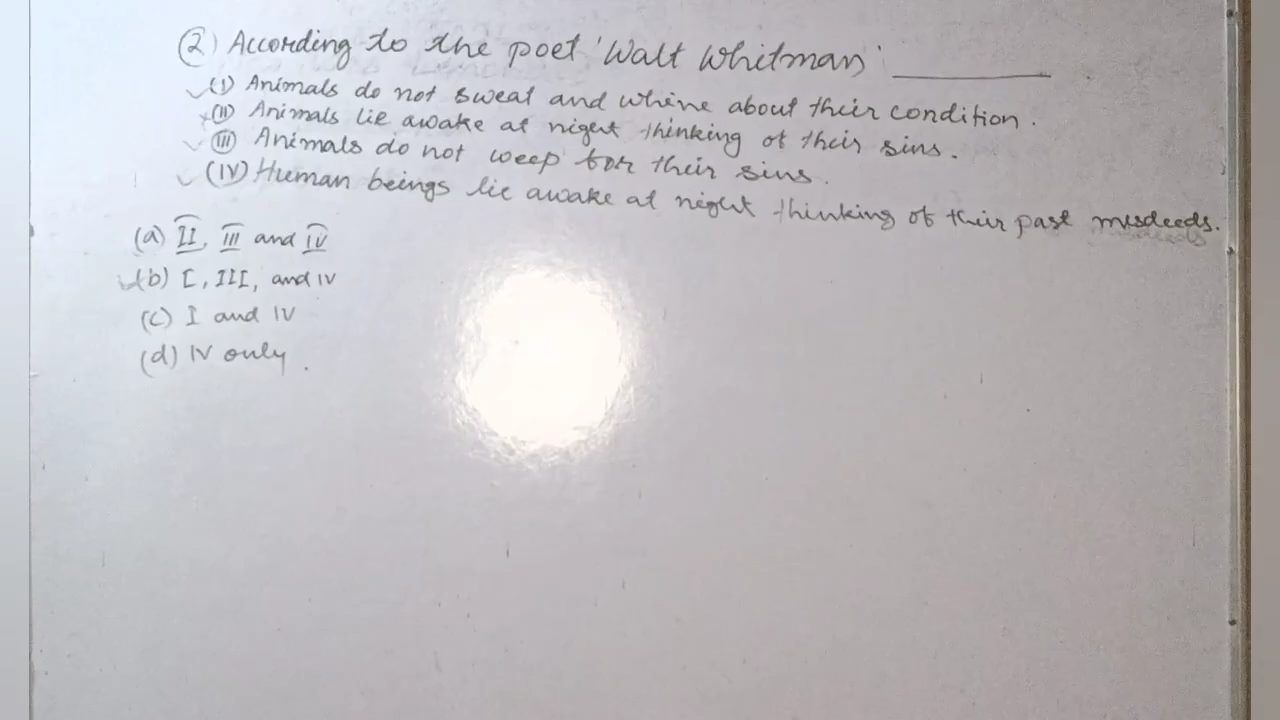 (2) According to the poet 'Walt Whitman' ________
✓(I) Animals do not sweat and whine about their condition.
×(II) Animals lie awake at night thinking of their sins.
✓(III) Animals do not weep for their sins.
✓(IV) Human beings lie awake at night thinking of their past misdeeds.
(a) II, III and IV
✓(b) I, III, and IV
(c) I and IV
(d) IV only.